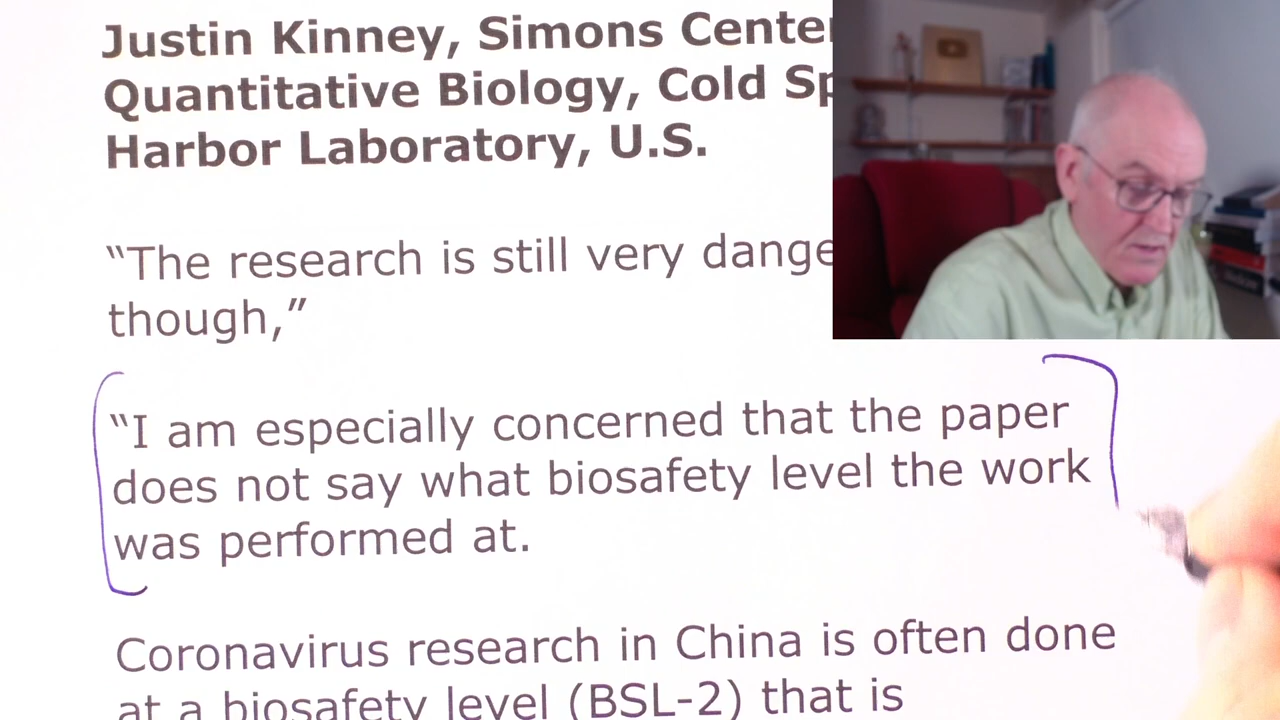 Justin Kinney, Simons Center
Quantitative Biology, Cold Sp
Harbor Laboratory, U.S.
“The research is still very dange
though,”
“I am especially concerned that the paper
does not say what biosafety level the work
was performed at.
Coronavirus research in China is often done
at a biosafety level (BSL-2) that is